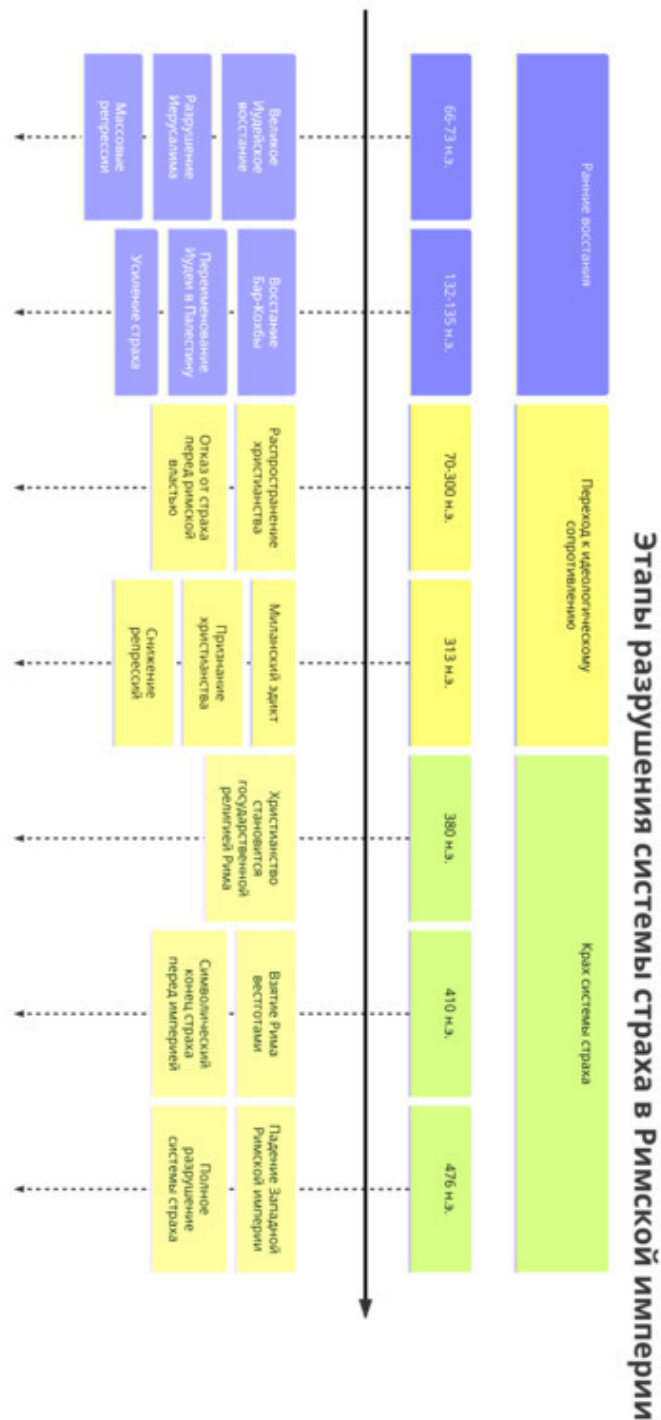 Этапы разрушения системы страха в Римской империи
Ранние восстания
Переход к идеологическому
сопротивлению
Крах системы страха
66-73 н.э.
132-135 н.э.
70-300 н.э.
313 н.э.
380 н.э.
410 н.э.
476 н.э.
Великое
Иудейское
восстание
Разрушение
Иерусалима
Массовые
репрессии
Восстание
Бар-Кохбы
Переименование
Иудеи в Палестину
Усиление страха
Распространение
христианства
Отказ от страха
перед римской
властью
Миланский эдикт
Признание
христианства
Снижение
репрессий
Христианство
становится
государственной
религией Рима
Взятие Рима
вестготами
Символический
конец страха
перед империей
Падение Западной
Римской империи
Полное
разрушение
системы страха